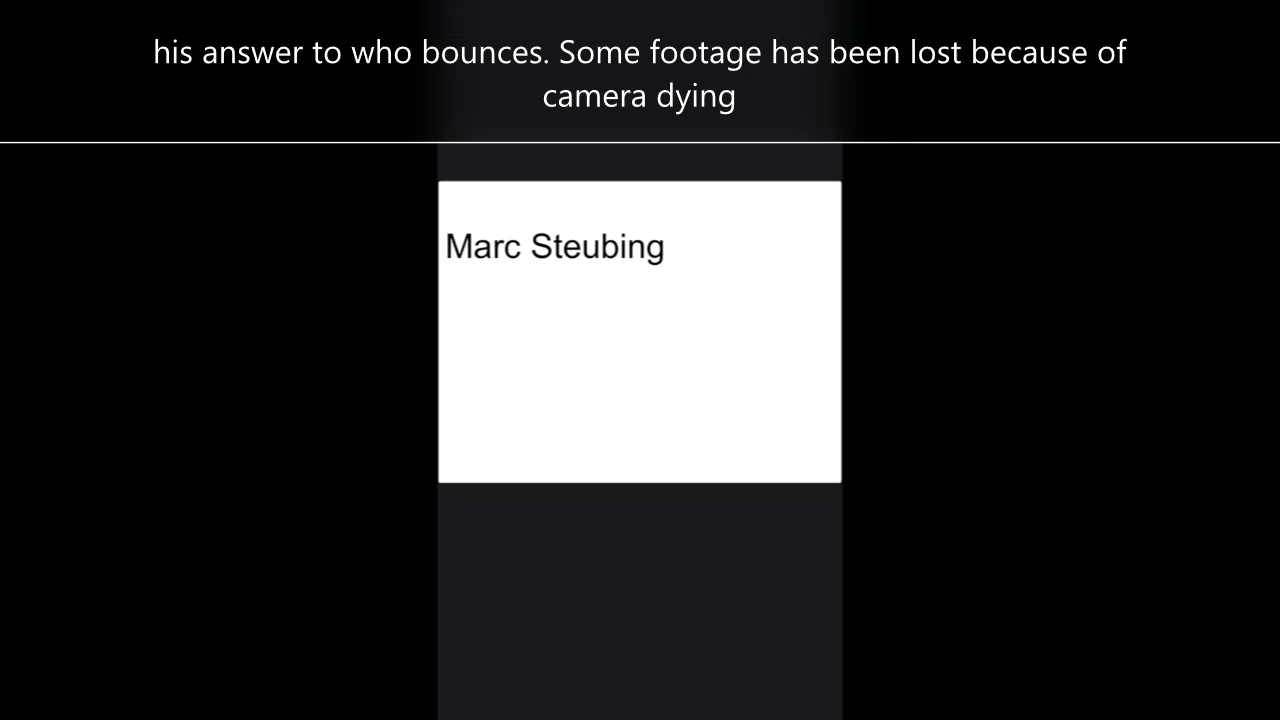 his answer to who bounces. Some footage has been lost because of
camera dying
Marc Steubing